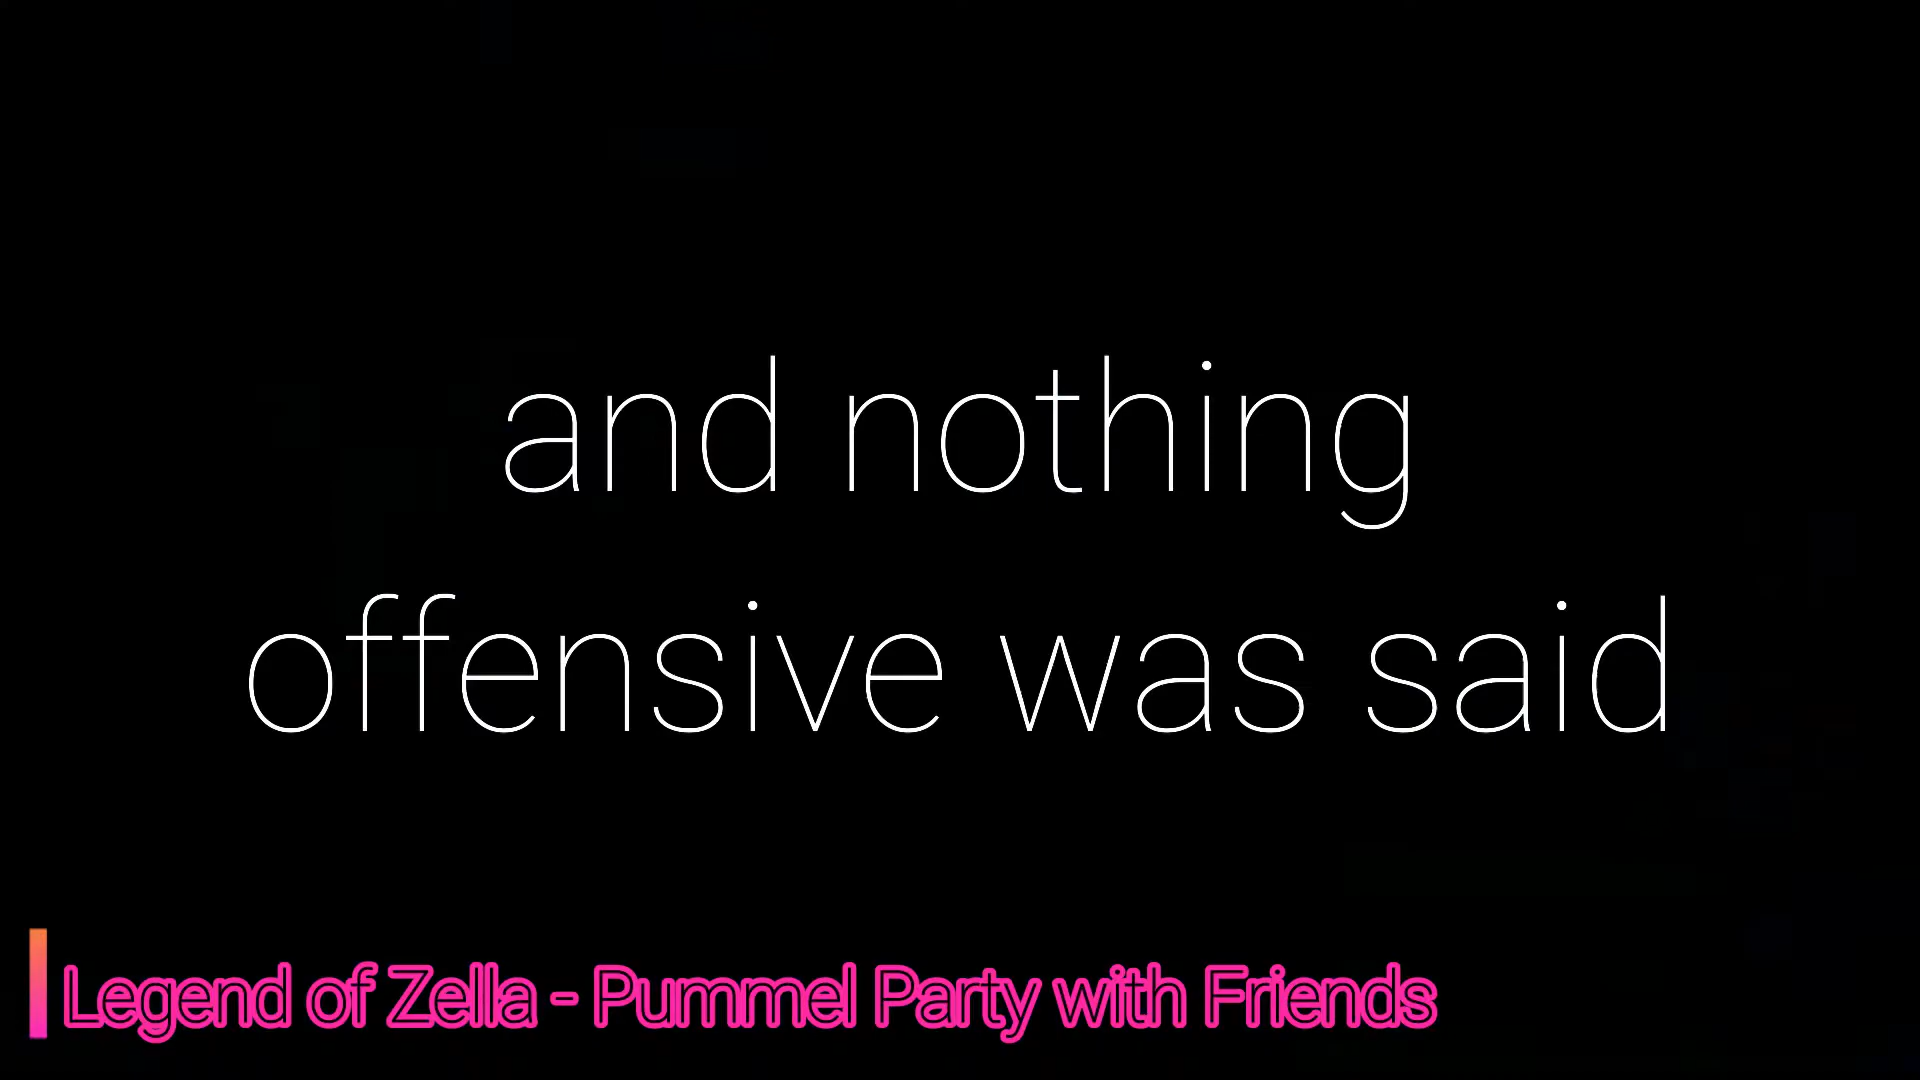 and nothing
offensive was said
Legend of Zella - Pummel Party with Friends